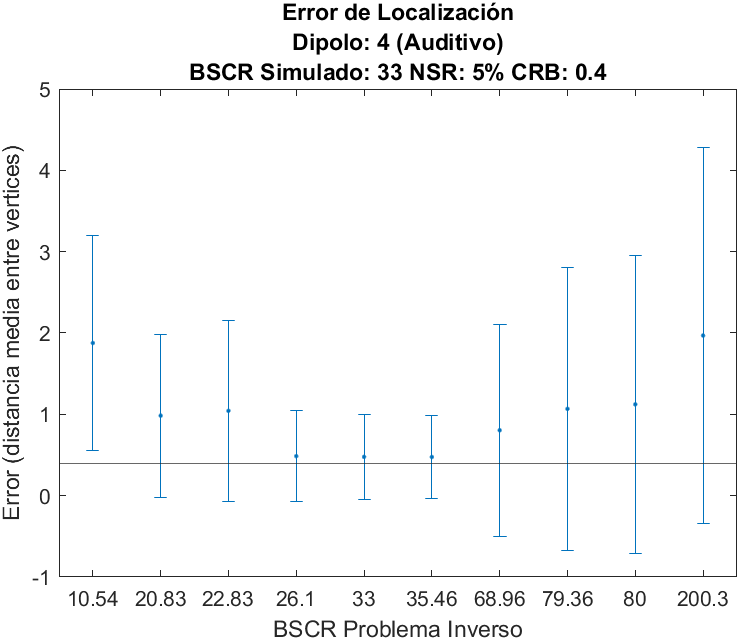 Error de Localización
Dipolo: 4 (Auditivo)
BSCR Simulado: 33 NSR: 5% CRB: 0.4
Error (distancia media entre vertices)
5
4
3
2
1
0
-1
10.54 20.83 22.83 26.1 33 35.46 68.96 79.36 80 200.3
BSCR Problema Inverso